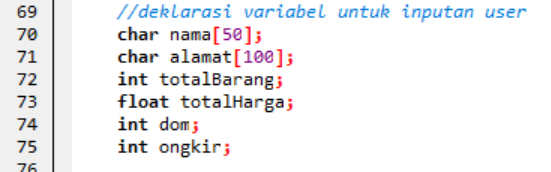 69 //deklarasi variabel untuk inputan user
70 char nama[50];
71 char alamat[100];
72 int totalBarang;
73 float totalHarga;
74 int dom;
75 int ongkir;
76